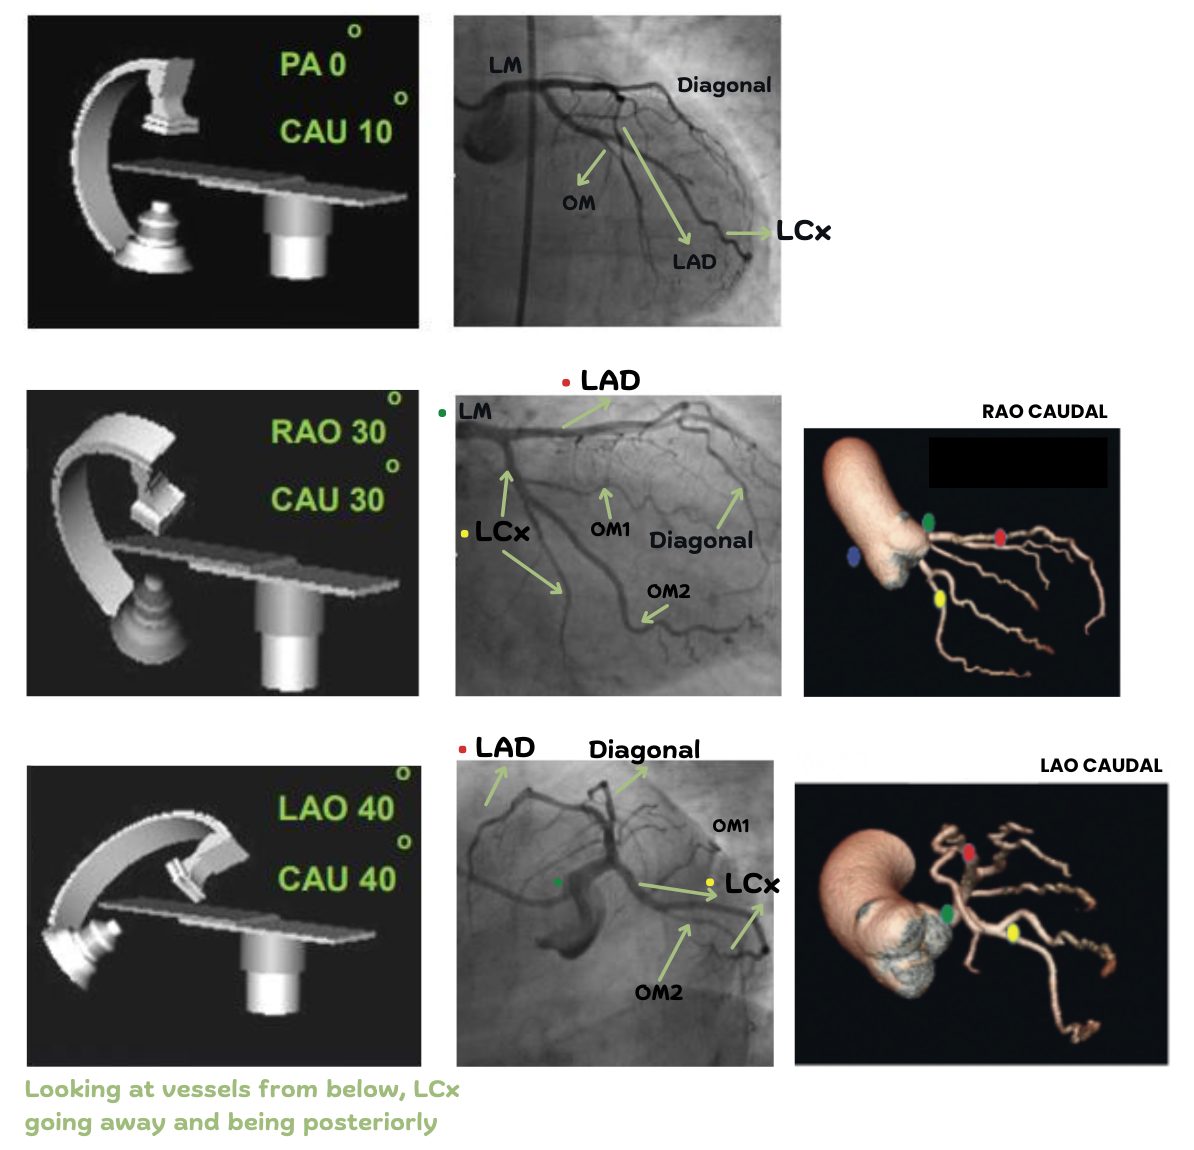 PA 0°
CAU 10°
LM
Diagonal
OM
LCx
LAD
RAO 30°
CAU 30°
LAD
LM
LCx
OM1
Diagonal
OM2
RAO CAUDAL
LAO 40°
CAU 40°
LAD
Diagonal
OM1
LCx
OM2
LAO CAUDAL
Looking at vessels from below, LCx
going away and being posteriorly